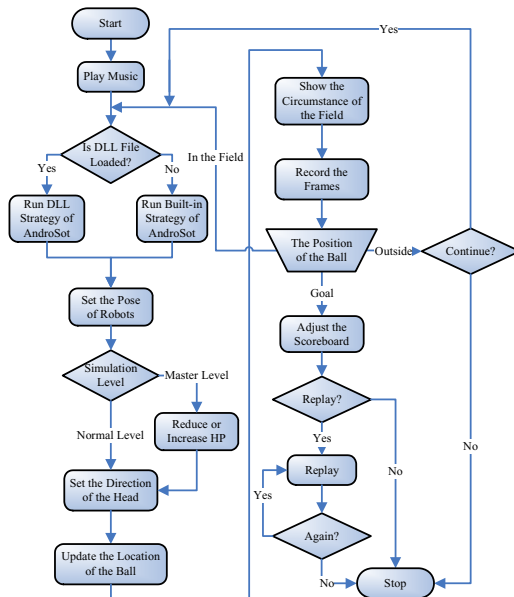 Start
Play Music
Is DLL File
Loaded?
Yes
No
Run DLL
Strategy of
AndroSot
Run Built-in
Strategy of
AndroSot
Set the Pose
of Robots
Simulation
Level
Master Level
Normal Level
Reduce or
Increase HP
Set the Direction
of the Head
Update the Location
of the Ball
Show the
Circumstance of
the Field
Record the
Frames
The Position
of the Ball
In the Field
Outside
Goal
Continue?
Yes
No
Adjust the
Scoreboard
Replay?
Yes
No
Replay
Yes
Again?
No
Stop